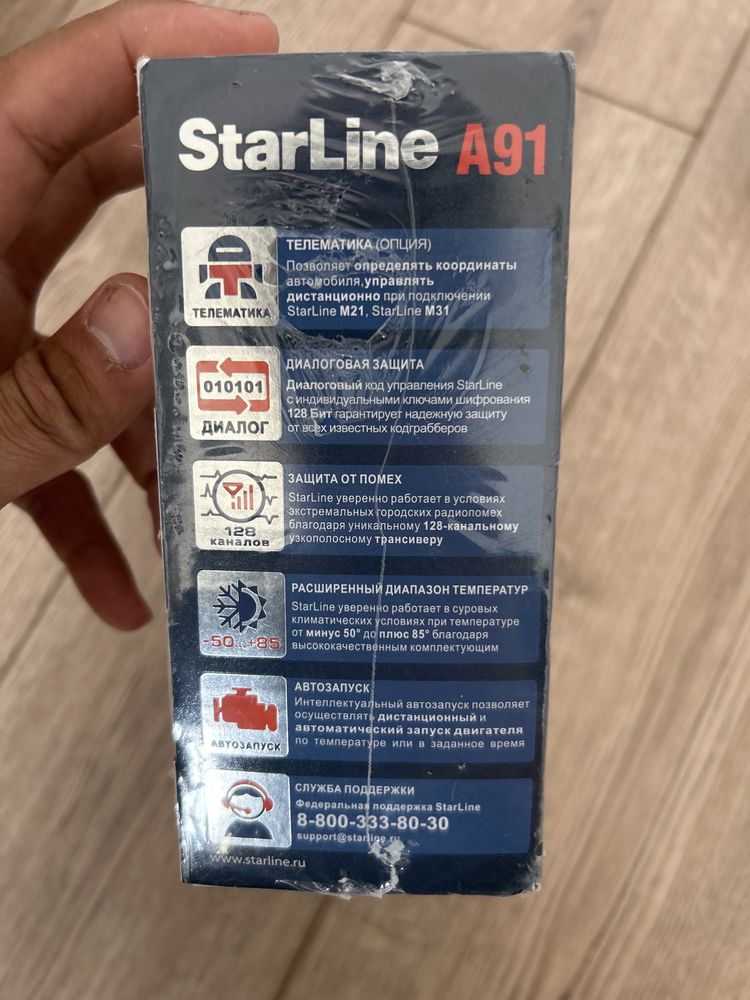 StarLine A91
ТЕЛЕМАТИКА
ТЕЛЕМАТИКА (ОПЦИЯ)
Позволяет определять координаты
автомобиля,управлять
дистанционно при подключении
StarLine M21, StarLine M31
010101
ДИАЛОГ
ДИАЛОГОВАЯ ЗАЩИТА
Диалоговый код управления StarLine
с индивидуальными ключами шифрования
128 Бит гарантирует надежную защиту
от всех известных кодграбберов
128
каналов
ЗАЩИТА ОТ ПОМЕХ
StarLine уверенно работает в условиях
экстремальных городских радиопомех
благодаря уникальному 128-канальному
узкополосному трансиверу
-50...+85
РАСШИРЕННЫЙ ДИАПАЗОН ТЕМПЕРАТУР
StarLine уверенно работает в суровых
климатических условиях при температуре
от минус 50° до плюс 85° благодаря
высококачественным комплектующим
АВТОЗАПУСК
АВТОЗАПУСК
Интеллектуальный автозапуск позволяет
осуществлять дистанционный и
автоматический запуск двигателя
по температуре или в заданное время
СЛУЖБА ПОДДЕРЖКИ
Федеральная поддержка StarLine
8-800-333-80-30
support@starline.ru
www.starline.ru